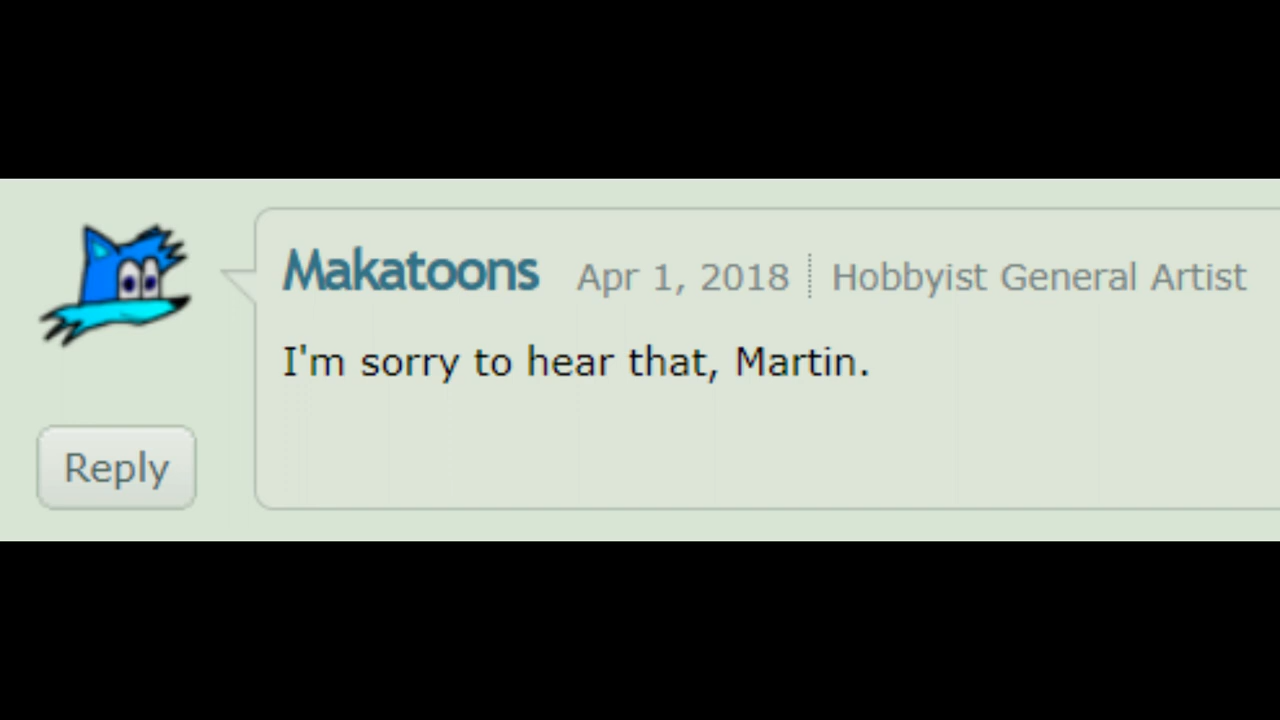 Makatoons Apr 1, 2018 Hobbyist General Artist
I'm sorry to hear that, Martin.
Reply